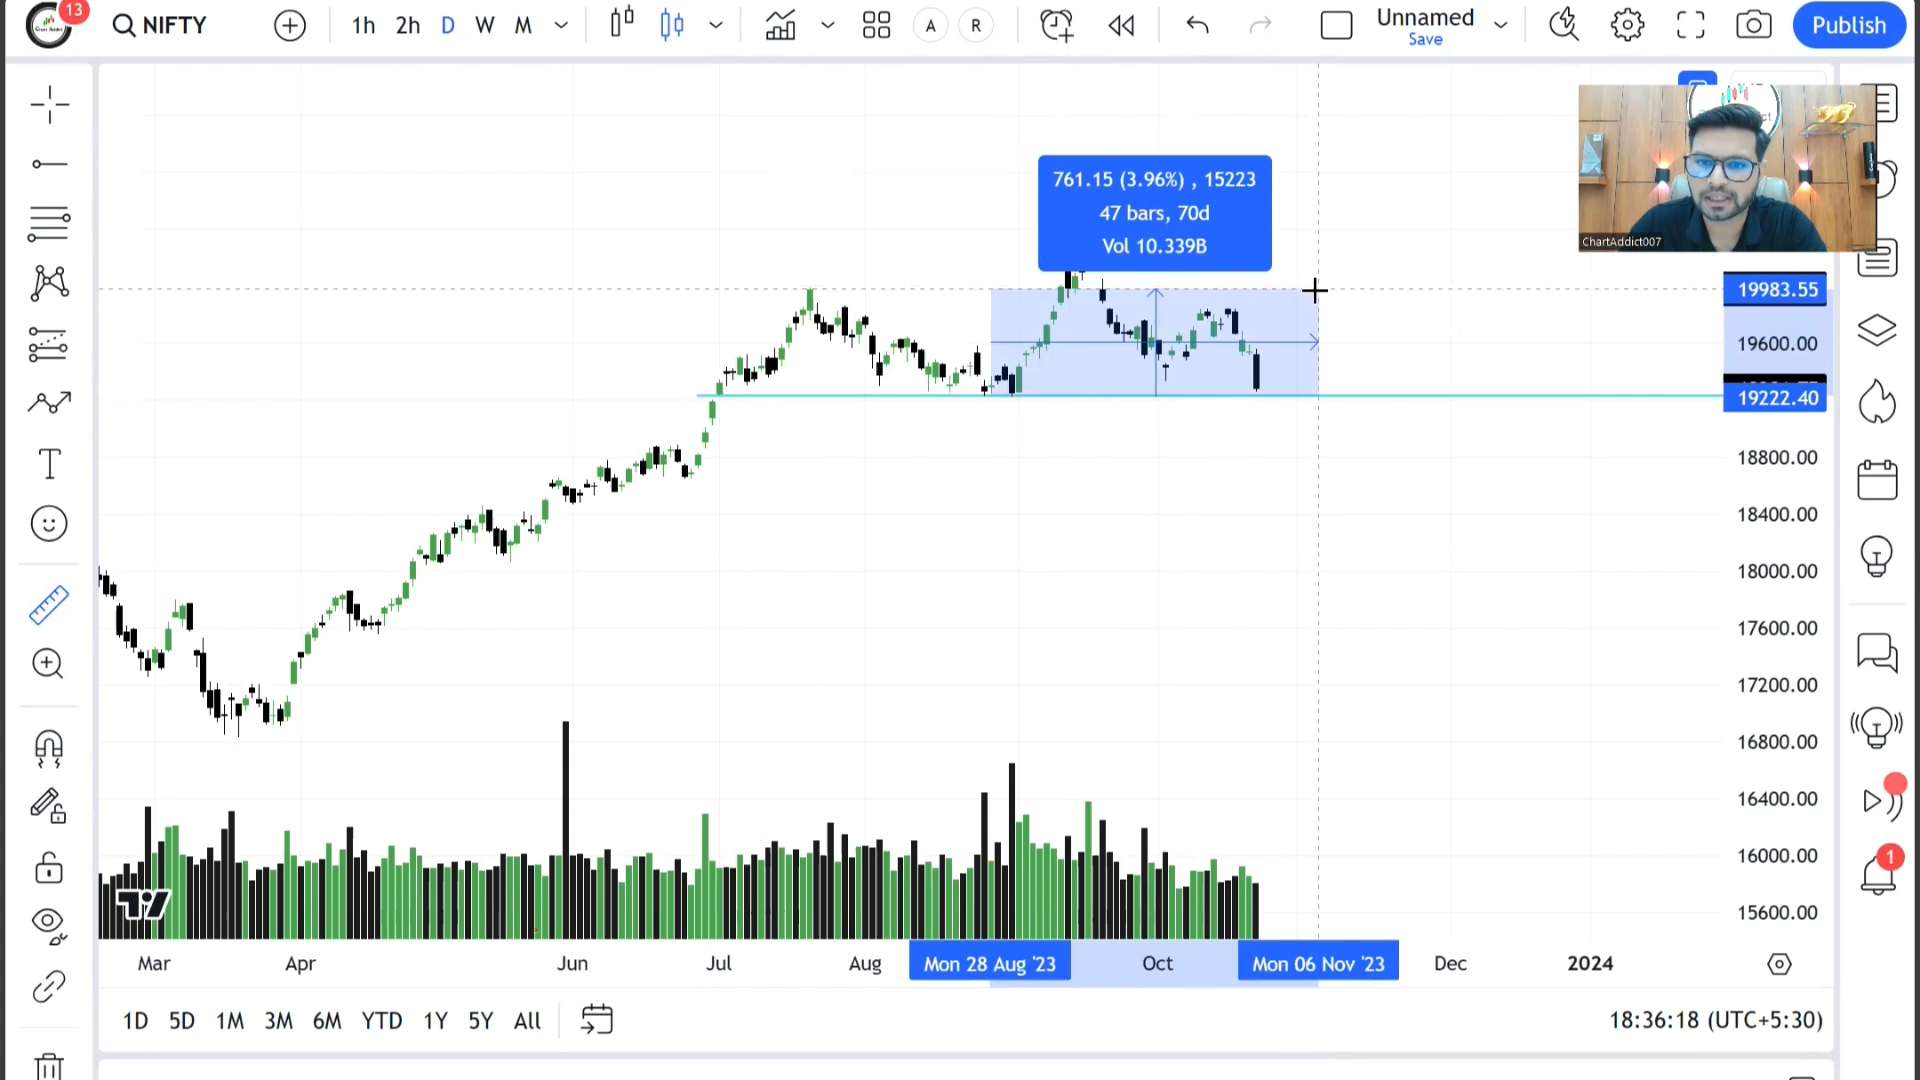 13
NIFTY
1h 2h D W M
A R
Unnamed
Save
Publish
ChartAddict007
761.15 (3.96%) , 15223
47 bars, 70d
Vol 10.339B
19983.55
19600.00
19222.40
18800.00
18400.00
18000.00
17600.00
17200.00
16800.00
16400.00
16000.00
15600.00
1
Mar Apr Jun Jul Aug Mon 28 Aug '23 Oct Mon 06 Nov '23 Dec 2024
1D 5D 1M 3M 6M YTD 1Y 5Y All
18:36:18 (UTC+5:30)